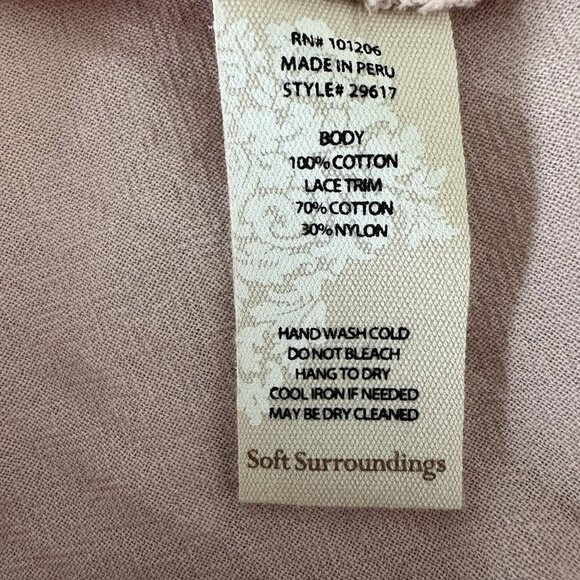 RN# 101206
MADE IN PERU
STYLE# 29617
BODY
100% COTTON
LACE TRIM
70% COTTON
30% NYLON
HAND WASH COLD
DO NOT BLEACH
HANG TO DRY
COOL IRON IF NEEDED
MAY BE DRY CLEANED
Soft Surroundings